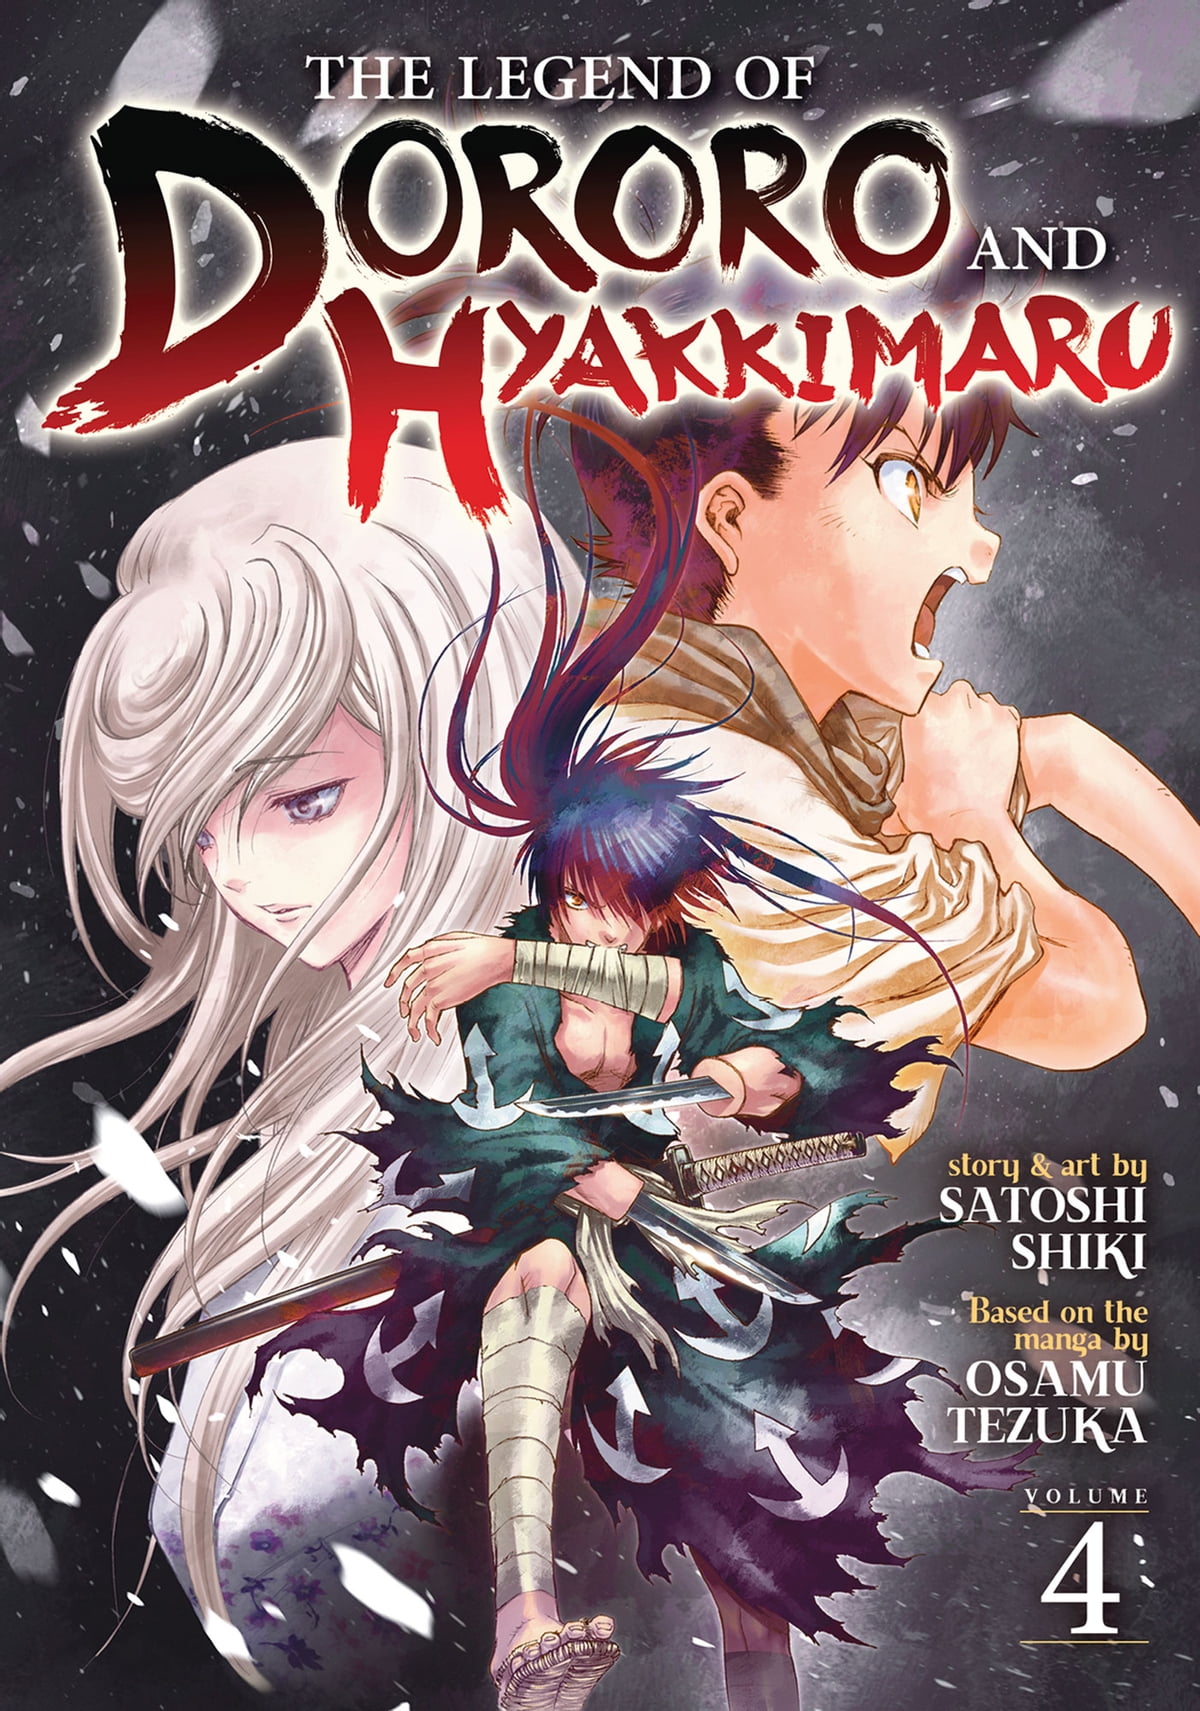 THE LEGEND OF
DORORO AND
HYAKKIMARU
story & art by
SATOSHI
SHIKI
Based on the
manga by
OSAMU
TEZUKA
VOLUME
4